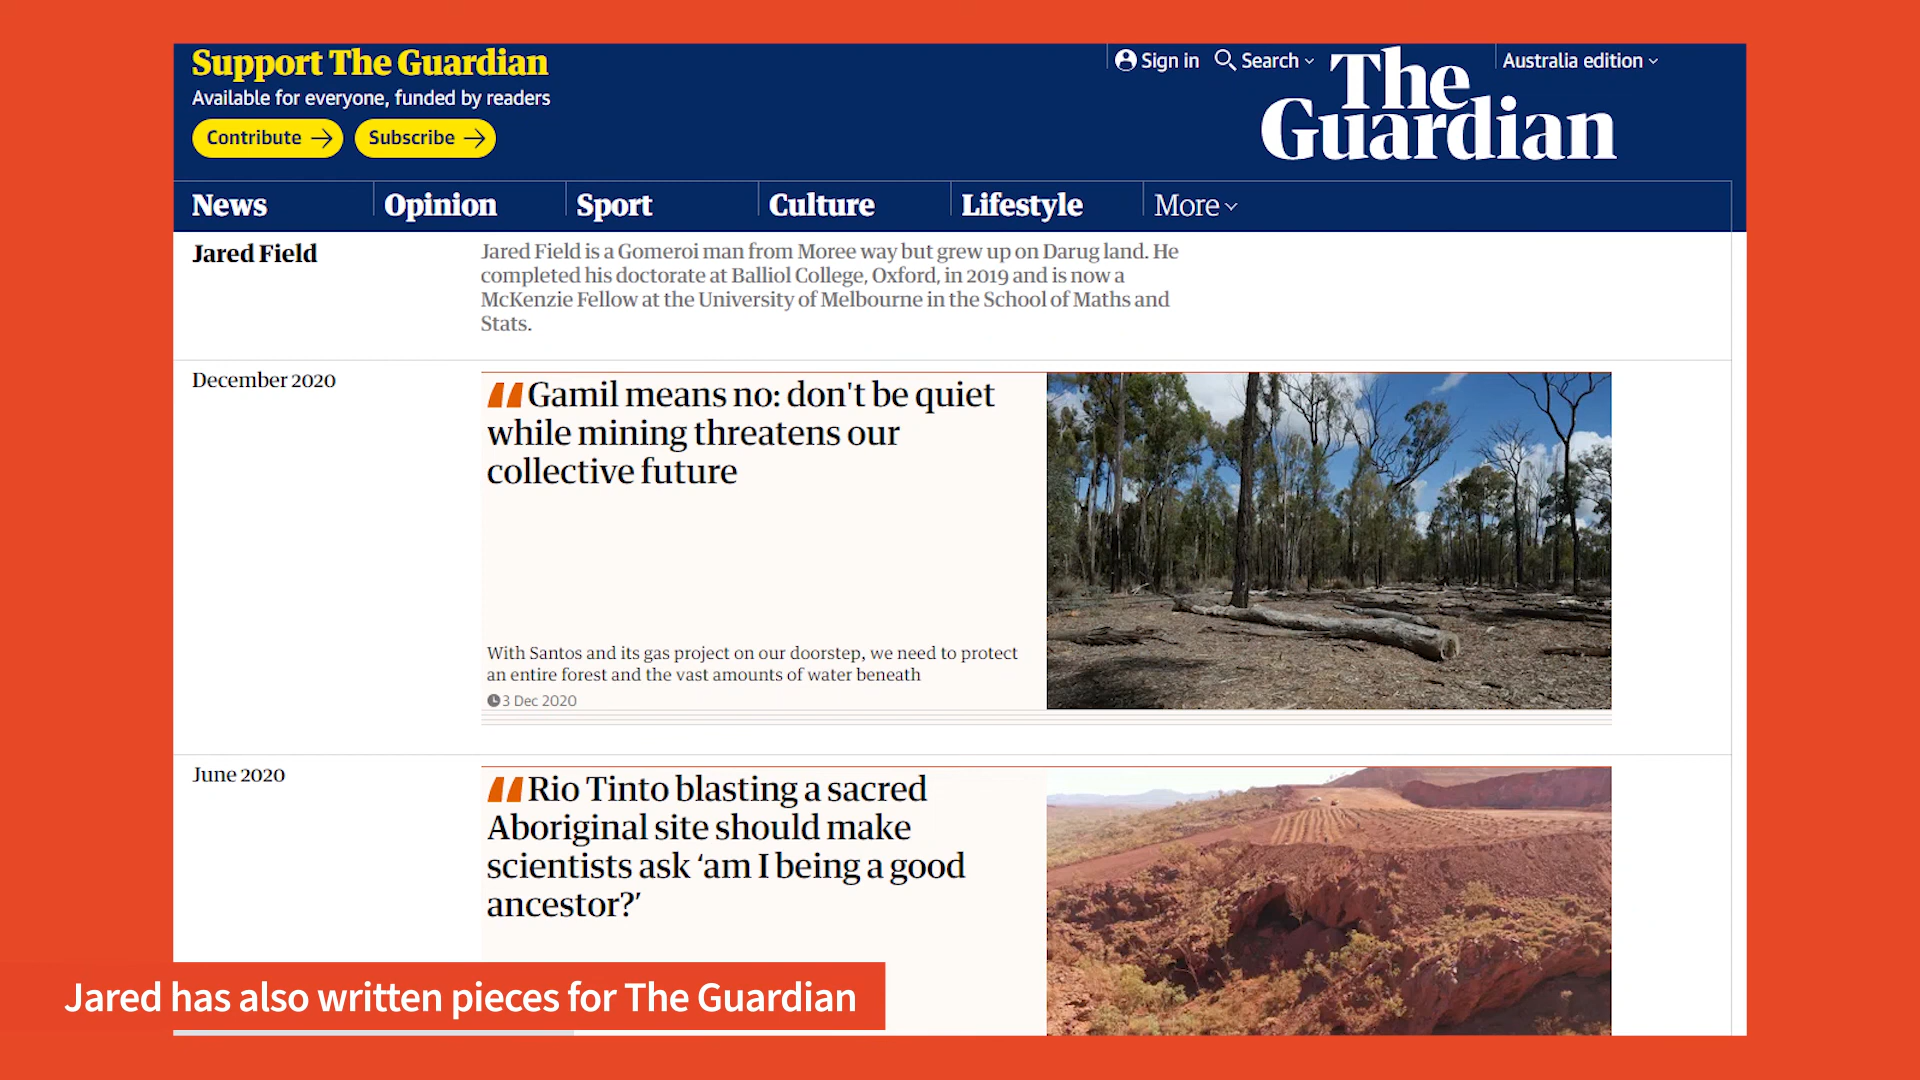 Support The Guardian
Available for everyone, funded by readers
Contribute
Subscribe
Sign in
Search
The
Guardian
Australia edition
News
Opinion
Sport
Culture
Lifestyle
More
Jared Field
Jared Field is a Gomeroi man from Moree way but grew up on Darug land. He
completed his doctorate at Balliol College, Oxford, in 2019 and is now a
McKenzie Fellow at the University of Melbourne in the School of Maths and
Stats.
December 2020
“Gamil means no: don't be quiet
while mining threatens our
collective future
With Santos and its gas project on our doorstep, we need to protect
an entire forest and the vast amounts of water beneath
3 Dec 2020
June 2020
“Rio Tinto blasting a sacred
Aboriginal site should make
scientists ask ‘am I being a good
ancestor?’
Jared has also written pieces for The Guardian